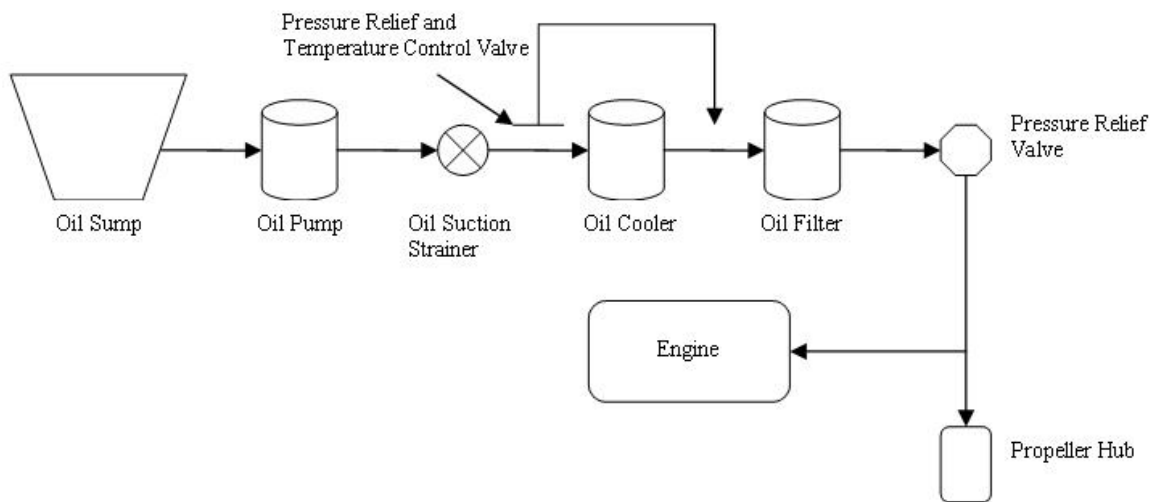 Pressure Relief and
Temperature Control Valve
Pressure Relief
Valve
Oil Sump
Oil Pump
Oil Suction
Strainer
Oil Cooler
Oil Filter
Engine
Propeller Hub